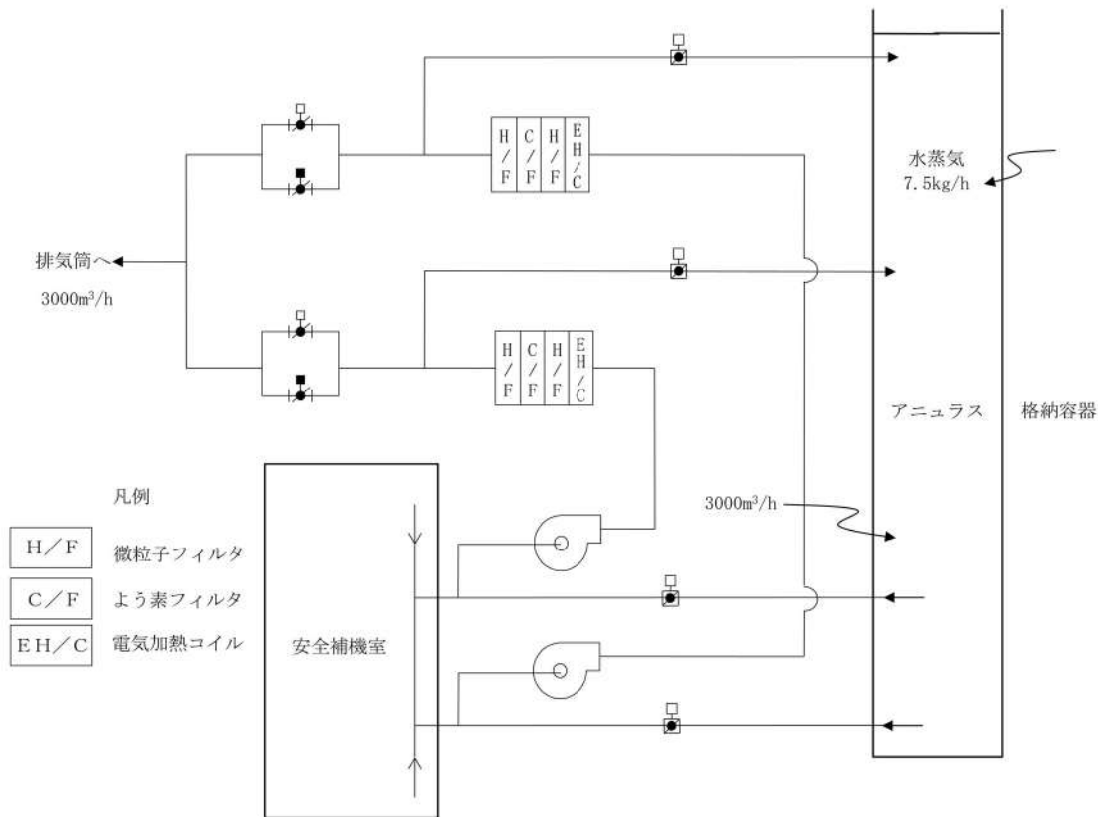 H/F
C/F
H/F
EH/C
水蒸気
7.5kg/h
排気筒へ
3000m³/h
H/F
C/F
H/F
EH/C
アニュラス
格納容器
3000m³/h
凡例
H/F 微粒子フィルタ
C/F よう素フィルタ
EH/C 電気加熱コイル
安全補機室